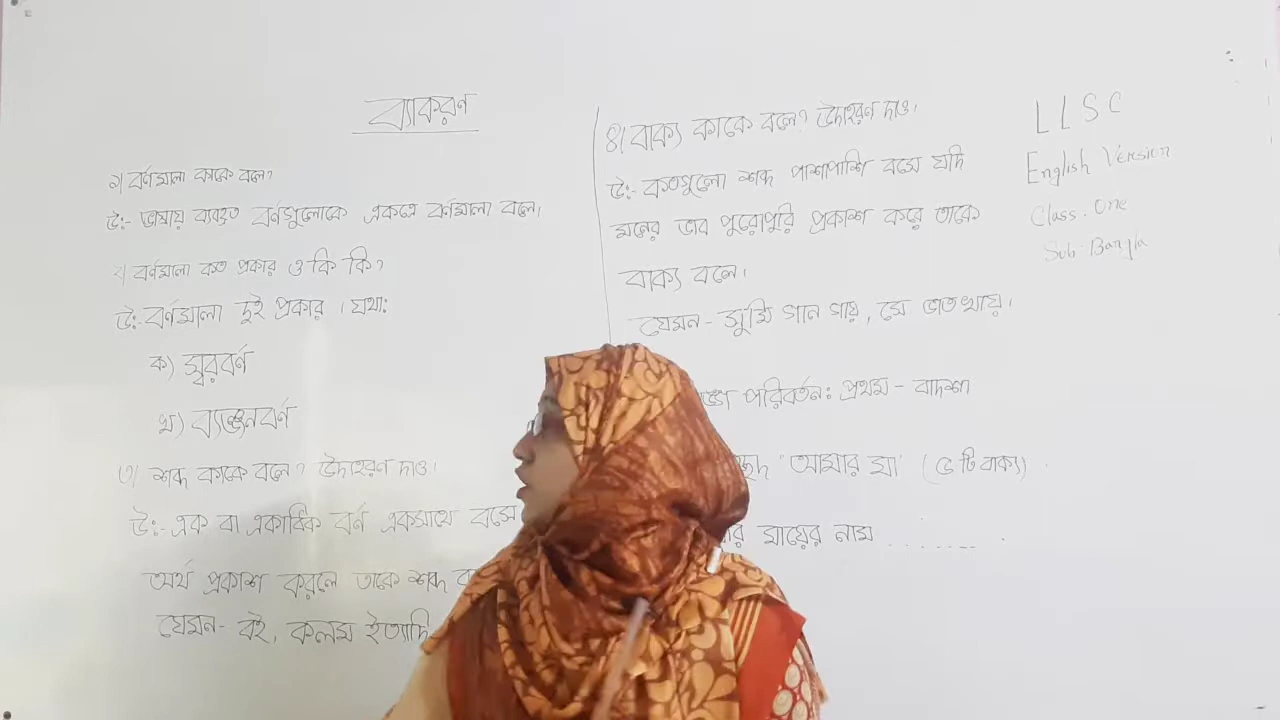 ব্যাকরণ
১) বর্ণমালা কাকে বলে?
উ:- ভাষায় ব্যবহৃত বর্ণগুলোকে একত্রে বর্ণমালা বলে।
২) বর্ণমালা কত প্রকার ও কি কি?
উ:- বর্ণমালা দুই প্রকার । যথা:
ক) স্বরবর্ণ
খ) ব্যঞ্জনবর্ণ
৩) শব্দ কাকে বলে? উদাহরণ দাও।
উ:- এক বা একাধিক বর্ণ একসাথে বসে
অর্থ প্রকাশ করলে তাকে শব্দ
যেমন- বই, কলম ইত্যাদি
৪) বাক্য কাকে বলে? উদাহরণ দাও।
উ:- কতগুলো শব্দ পাশাপাশি বসে যদি
মনের ভাব পুরোপুরি প্রকাশ করে তাকে
বাক্য বলে।
যেমন- সুমি গান গায়, সে ভাত খায়।
পরিবর্তন: প্রথম - বাদশা
'আমার মা' (৫ টি বাক্য)
মায়ের নাম ........
LLSC
English Version
Class. One
Sub. Bangla